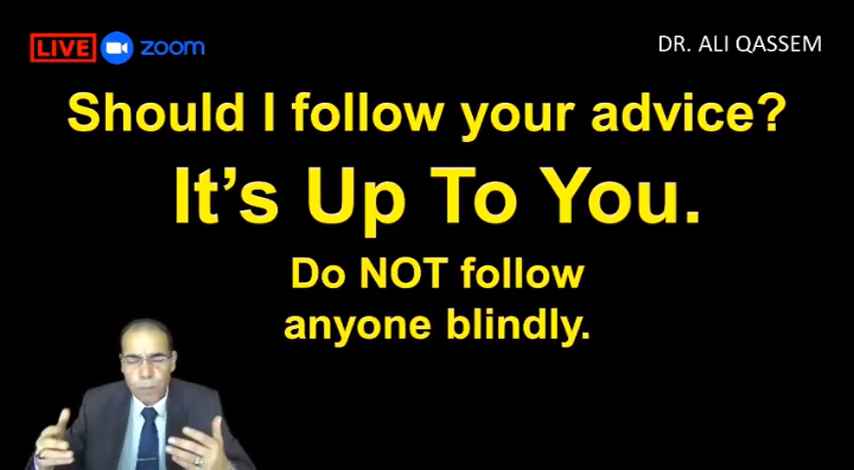 LIVE zoom
DR. ALI QASSEM
Should I follow your advice?
It's Up To You.
Do NOT follow
anyone blindly.